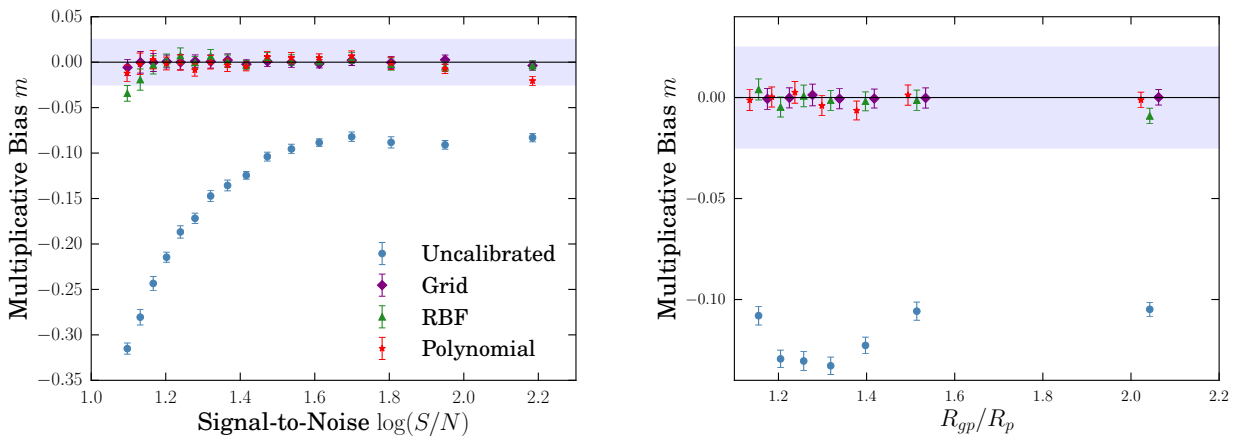 0.05
0.00
−0.05
−0.10
−0.15
−0.20
−0.25
−0.30
−0.35
Multiplicative Bias m
1.0 1.2 1.4 1.6 1.8 2.0 2.2
Signal-to-Noise log(S/N)
Uncalibrated
Grid
RBF
Polynomial
0.00
−0.05
−0.10
Multiplicative Bias m
1.2 1.4 1.6 1.8 2.0 2.2
R_{gp}/R_p